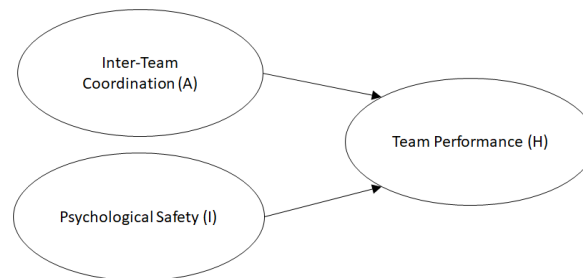 Inter-Team
Coordination (A)
Team Performance (H)
Psychological Safety (I)